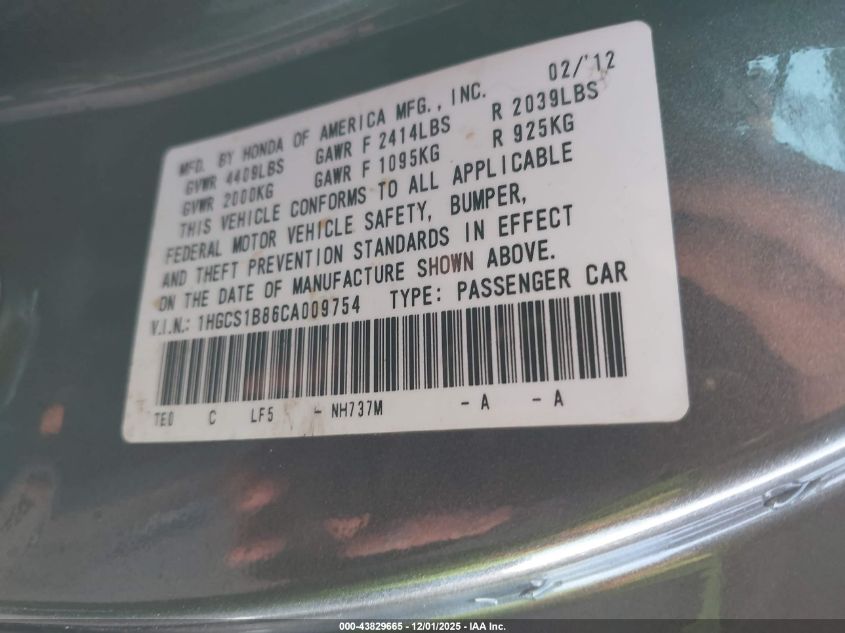 02/'12
MFD. BY HONDA OF AMERICA MFG., INC.
GVWR 4409LBS GAWR F 2414LBS R 2039LBS
GVWR 2000KG GAWR F 1095KG R 925KG
THIS VEHICLE CONFORMS TO ALL APPLICABLE
FEDERAL MOTOR VEHICLE SAFETY, BUMPER,
AND THEFT PREVENTION STANDARDS IN EFFECT
ON THE DATE OF MANUFACTURE SHOWN ABOVE.
V.I.N.: 1HGCS1B86CA009754 TYPE: PASSENGER CAR
TE0 C LF5 - NH737M - A - A
000-43829665 - 12/01/2025 - IAA Inc.